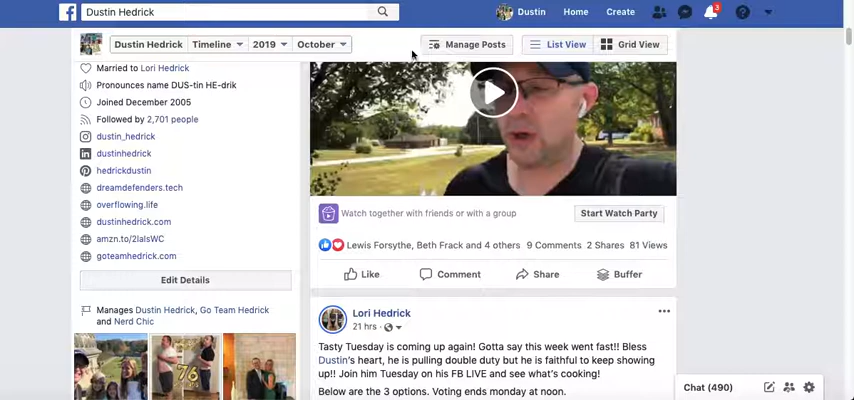 Dustin Hedrick
Dustin Home Create 3
Dustin Hedrick Timeline 2019 October Manage Posts List View Grid View
Married to Lori Hedrick
Pronounces name DUS-tin HE-drik
Joined December 2005
Followed by 2,701 people
dustin_hedrick
dustinhedrick
hedrickdustin
dreamdefenders.tech
overflowing.life
dustinhedrick.com
amzn.to/2IalsWC
goteamhedrick.com
Edit Details
Manages Dustin Hedrick, Go Team Hedrick
and Nerd Chic
76
Watch together with friends or with a group Start Watch Party
Lewis Forsythe, Beth Frack and 4 others 9 Comments 2 Shares 81 Views
Like Comment Share Buffer
Lori Hedrick
21 hrs ·
Tasty Tuesday is coming up again! Gotta say this week went fast!! Bless
Dustin's heart, he is pulling double duty but he is faithful to keep showing
up!! Join him Tuesday on his FB LIVE and see what's cooking!
Below are the 3 options. Voting ends monday at noon.
Chat (490)